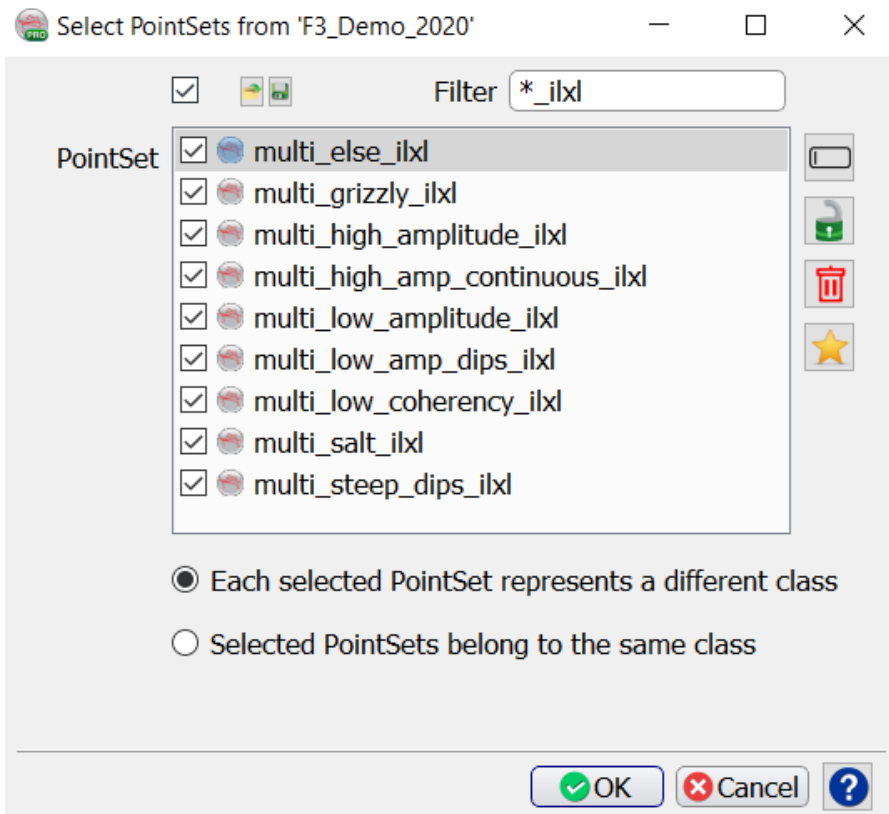 Select PointSets from 'F3_Demo_2020'
Filter *_ilxl
PointSet
multi_else_ilxl
multi_grizzly_ilxl
multi_high_amplitude_ilxl
multi_high_amp_continuous_ilxl
multi_low_amplitude_ilxl
multi_low_amp_dips_ilxl
multi_low_coherency_ilxl
multi_salt_ilxl
multi_steep_dips_ilxl
Each selected PointSet represents a different class
Selected PointSets belong to the same class
OK Cancel ?